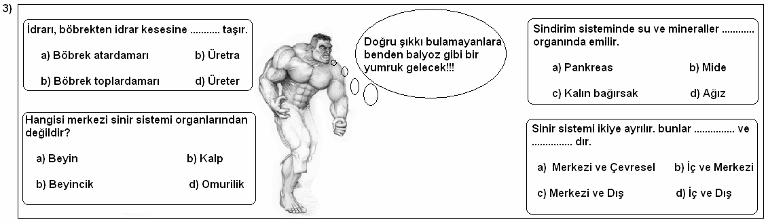 3)
İdrarı, böbrekten idrar kesesine ........... taşır.
a) Böbrek atardamarı b) Üretra
b) Böbrek toplardamarı d) Üreter
Hangisi merkezi sinir sistemi organlarından
değildir?
a) Beyin b) Kalp
b) Beyincik d) Omurilik
Doğru şıkkı bulamayanlara
benden balyoz gibi bir
yumruk gelecek!!!
Sindirim sisteminde su ve mineraller ...........
organında emilir.
a) Pankreas b) Mide
c) Kalın bağırsak d) Ağız
Sinir sistemi ikiye ayrılır. bunlar .............. ve
.............. dır.
a) Merkezi ve Çevresel b) İç ve Merkezi
c) Merkezi ve Dış d) İç ve Dış